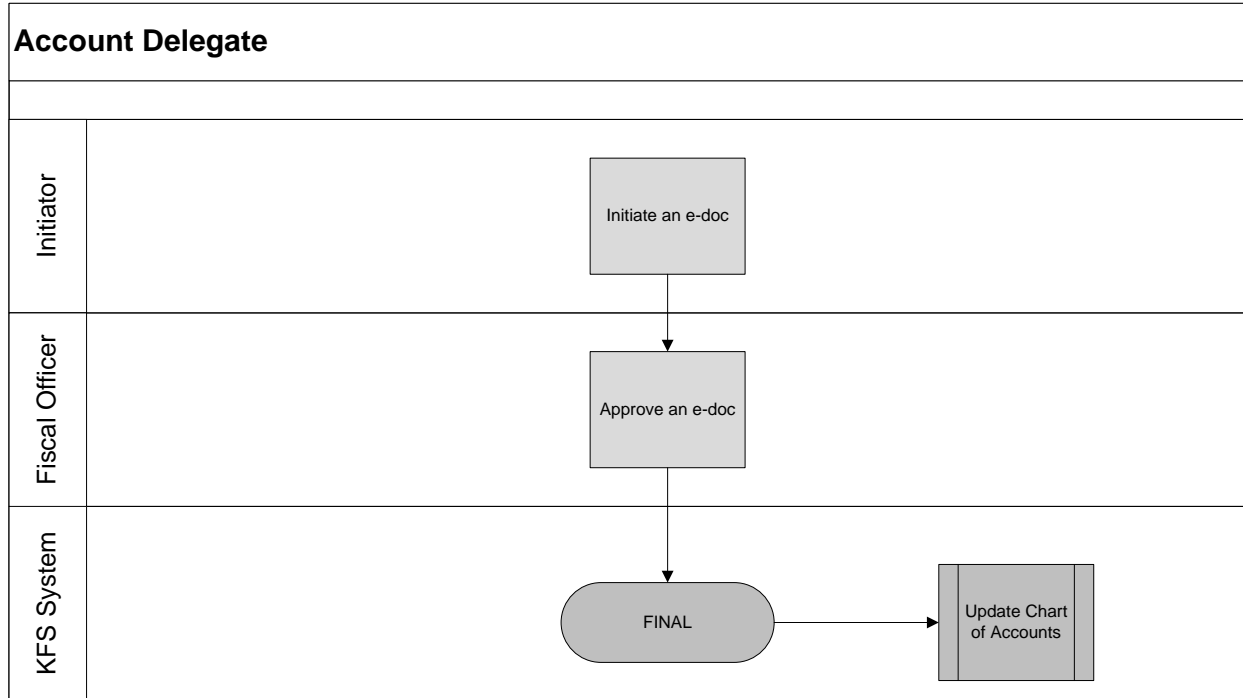 Account Delegate
Initiator
Initiate an e-doc
Fiscal Officer
Approve an e-doc
KFS System
FINAL
Update Chart
of Accounts